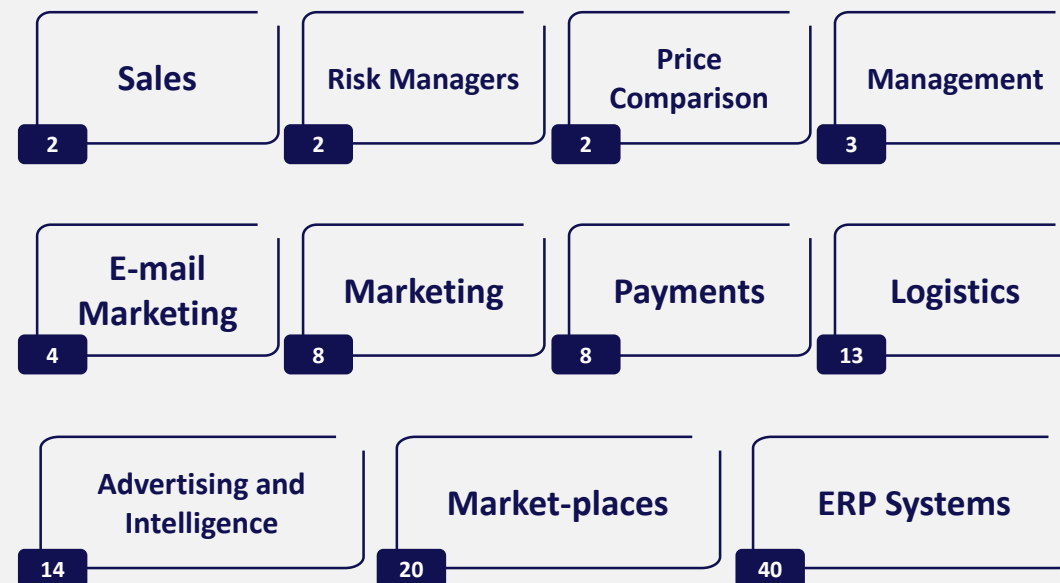 Sales
2
Risk Managers
2
Price
Comparison
2
Management
3
E-mail
Marketing
4
Marketing
8
Payments
8
Logistics
13
Advertising and
Intelligence
14
Market-places
20
ERP Systems
40